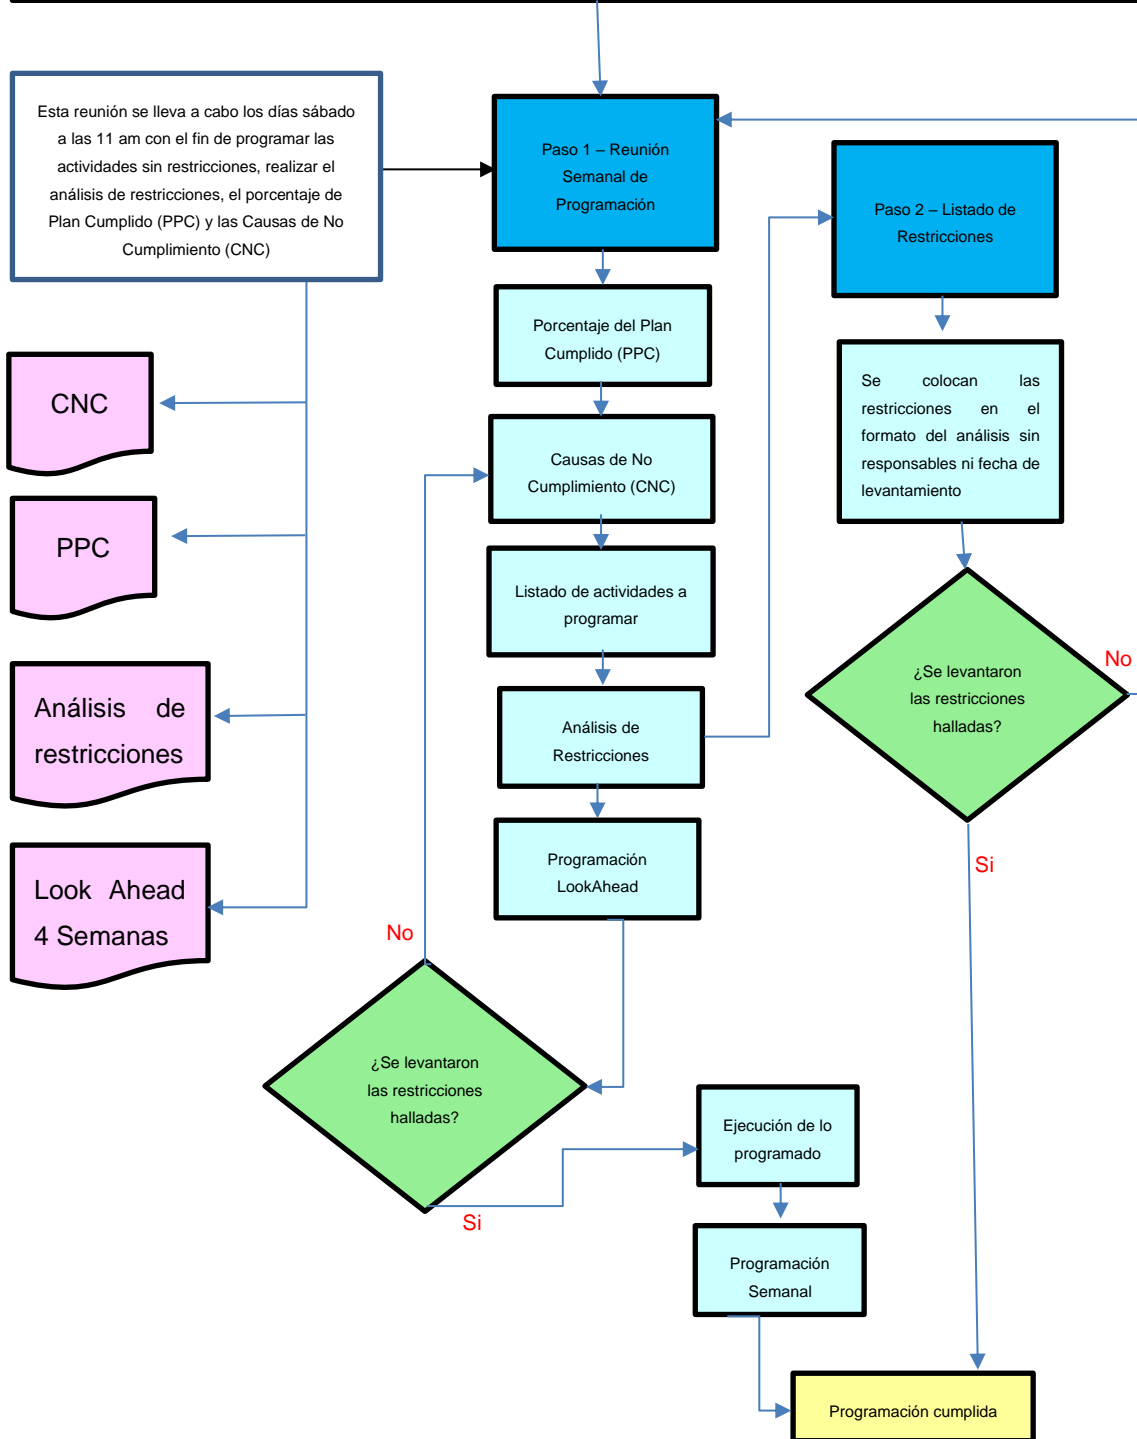 Esta reunión se lleva a cabo los días sábado
a las 11 am con el fin de programar las
actividades sin restricciones, realizar el
análisis de restricciones, el porcentaje de
Plan Cumplido (PPC) y las Causas de No
Cumplimiento (CNC)
Paso 1 – Reunión
Semanal de
Programación
Paso 2 – Listado de
Restricciones
Porcentaje del Plan
Cumplido (PPC)
Se colocan las
restricciones en el
formato del análisis sin
responsables ni fecha de
levantamiento
CNC
Causas de No
Cumplimiento (CNC)
PPC
Listado de actividades a
programar
¿Se levantaron
las restricciones
halladas?
No
Análisis de
restricciones
Análisis de
Restricciones
Programación
LookAhead
Si
Look Ahead
4 Semanas
No
¿Se levantaron
las restricciones
halladas?
Si
Ejecución de lo
programado
Programación
Semanal
Programación cumplida